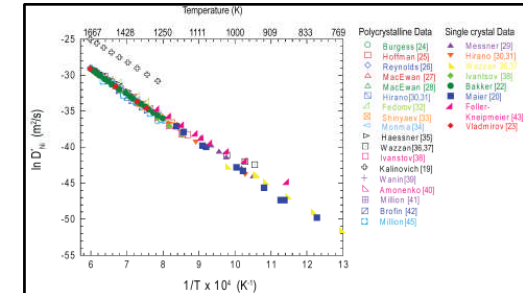 Temperature (K)
1667 1428 1250 1111 1000 909 833 769
Polycrystalline Data
Burgess [24]
Hoffman [25]
Reynolds [26]
MacEwan [27]
MacEwan [28]
Hirano[30,31]
Fedorov [32]
Shinyaev [33]
Monma [34]
Haessner [35]
Wazzan [36,37]
Ivanstov [38]
Kalinovich [19]
Wanin[39]
Amonenko [40]
Million [41]
Brofin [42]
Million [45]
Single crystal Data
Messner [29]
Hirano [30,31]
Wazzan [36,37]
Ivantsov [38]
Bakker [22]
Maier [20]
Feller-
Kneipmeier [43]
Vladimirov [23]
ln D*Ni (m²/s)
-25
-30
-35
-40
-45
-50
-55
6 7 8 9 10 11 12 13
1/T x 10⁴ (K⁻¹)